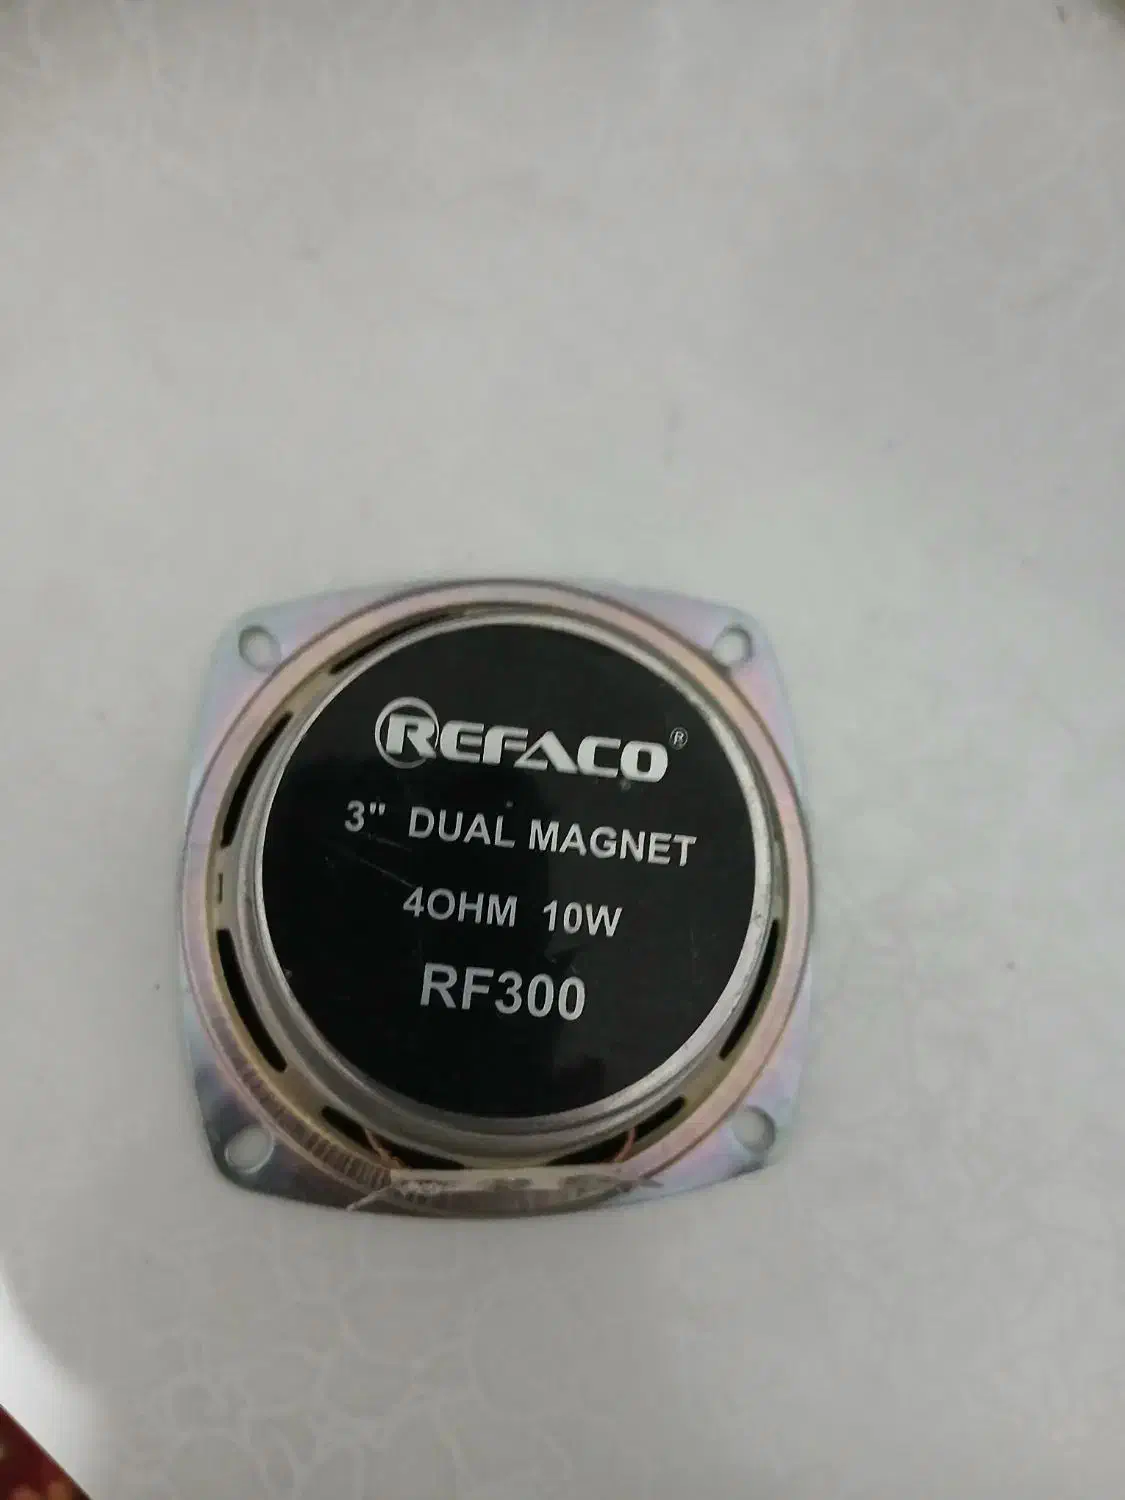 REFACO®
3" DUAL MAGNET
4OHM 10W
RF300